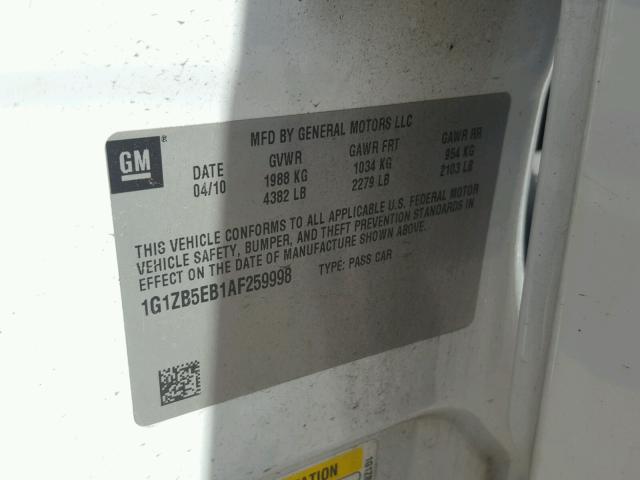 MFD BY GENERAL MOTORS LLC
GM ®
DATE GVWR GAWR FRT GAWR RR
04/10 1988 KG 1034 KG 954 KG
4382 LB 2279 LB 2103 LB
THIS VEHICLE CONFORMS TO ALL APPLICABLE U.S. FEDERAL MOTOR
VEHICLE SAFETY, BUMPER, AND THEFT PREVENTION STANDARDS IN
EFFECT ON THE DATE OF MANUFACTURE SHOWN ABOVE.
1G1ZB5EB1AF259998 TYPE: PASS CAR